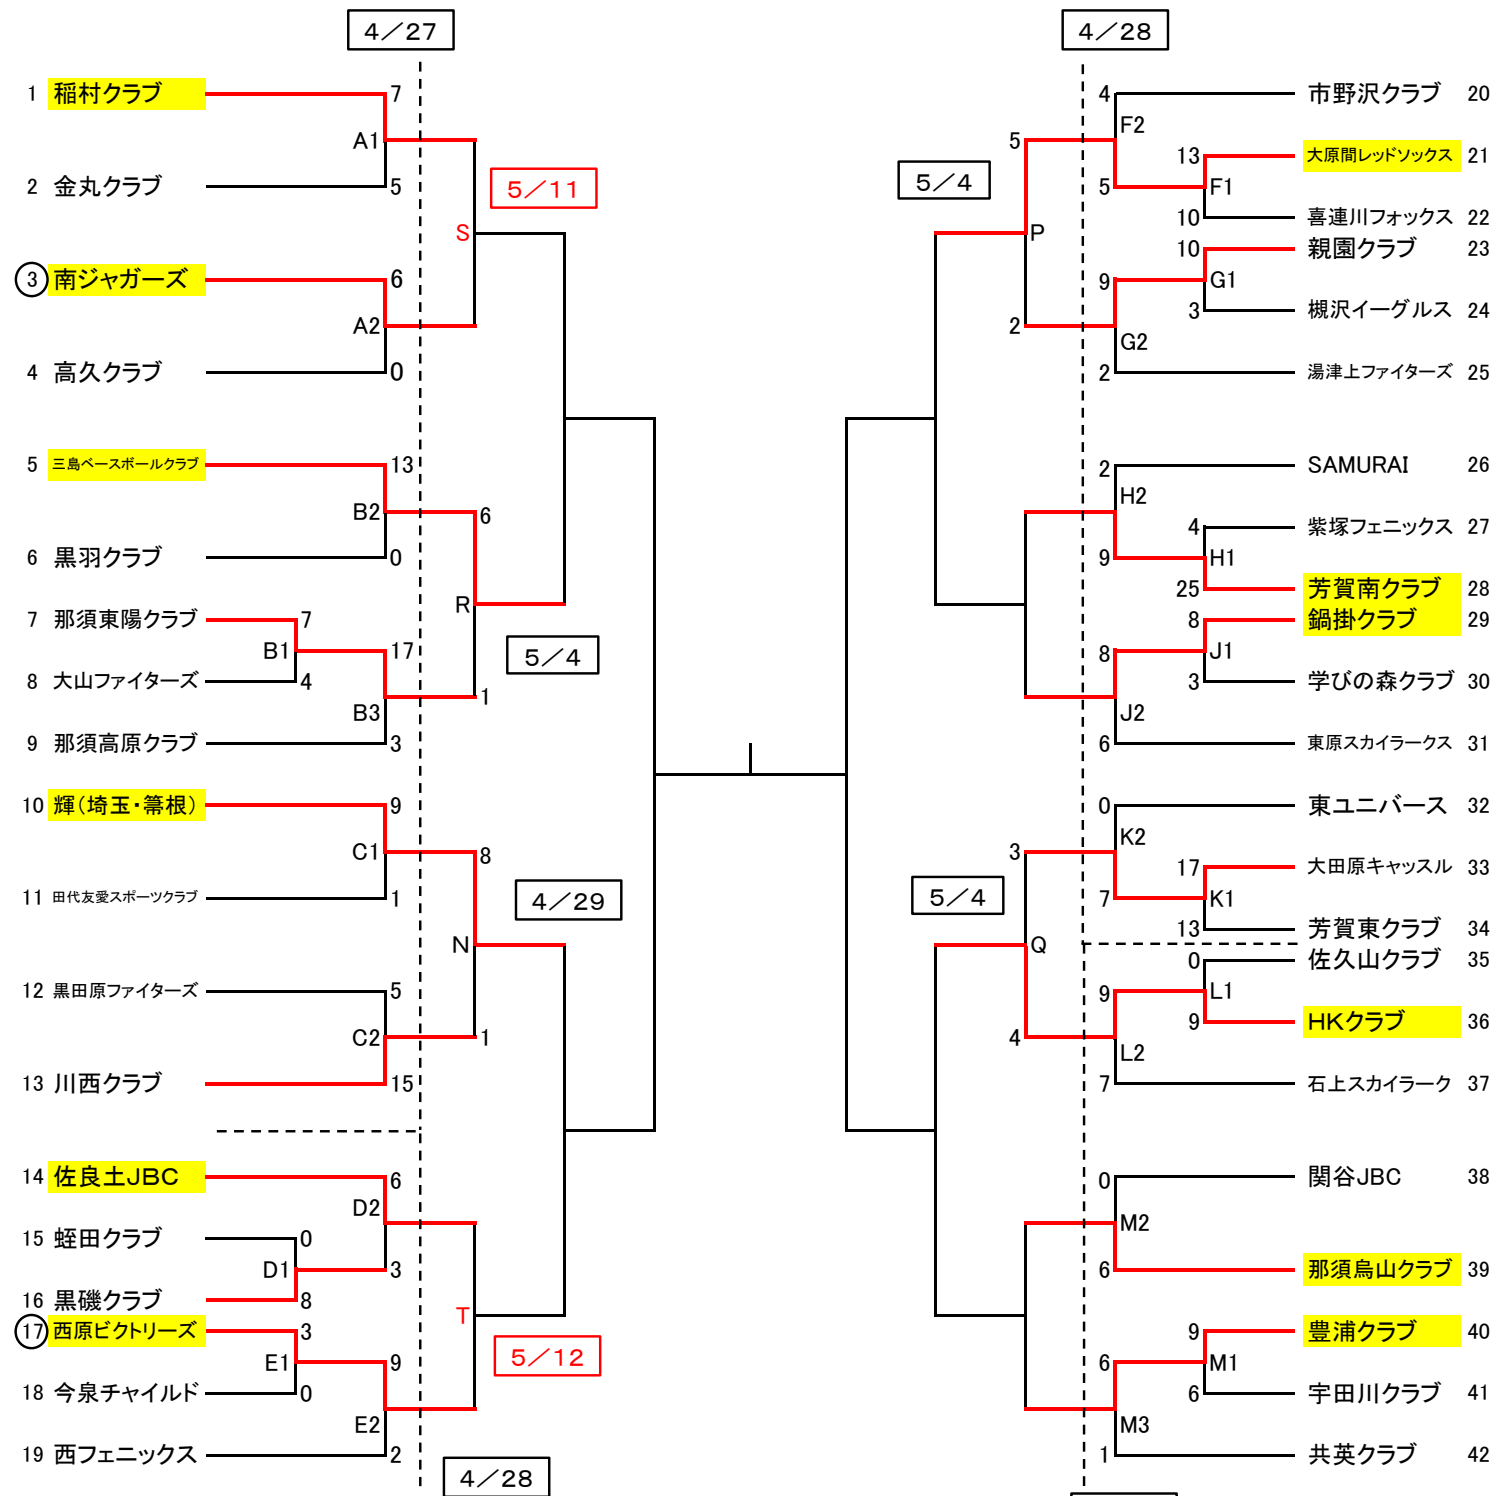 4／27
4／28
1 稲村クラブ 7
A1
2 金丸クラブ 5
5／11
S
3 南ジャガーズ 6
A2
4 高久クラブ 0
5 三島ベースボールクラブ 13
B2
6
6 黒羽クラブ 0
R
7 那須東陽クラブ 7
B1
17
8 大山ファイターズ 4
5／4
1
B3
9 那須高原クラブ 3
10 輝（埼玉・箒根） 9
C1
8
11 田代友愛スポーツクラブ 1
4／29
N
12 黒田原ファイターズ 5
C2
1
13 川西クラブ 15
14 佐良土JBC 6
D2
15 蛭田クラブ 0
D1
3
16 黒磯クラブ 8
T
17 西原ビクトリーズ 3
E1
9
5／12
18 今泉チャイルド 0
E2
19 西フェニックス 2
4／28
4 市野沢クラブ 20
F2
5
13 大原間レッドソックス 21
5／4
5
F1
10 喜連川フォックス 22
P
10 親園クラブ 23
9
G1
3 槻沢イーグルス 24
2
G2
2 湯津上ファイターズ 25
2 SAMURAI 26
H2
4 紫塚フェニックス 27
9
H1
25 芳賀南クラブ 28
8 鍋掛クラブ 29
8
J1
3 学びの森クラブ 30
J2
6 東原スカイラークス 31
0 東ユニバース 32
K2
3
17 大田原キャッスル 33
5／4
7
K1
13 芳賀東クラブ 34
Q
0 佐久山クラブ 35
9
L1
9 HKクラブ 36
4
L2
7 石上スカイラーク 37
0 関谷JBC 38
M2
6 那須烏山クラブ 39
9 豊浦クラブ 40
6
M1
6 宇田川クラブ 41
M3
1 共英クラブ 42